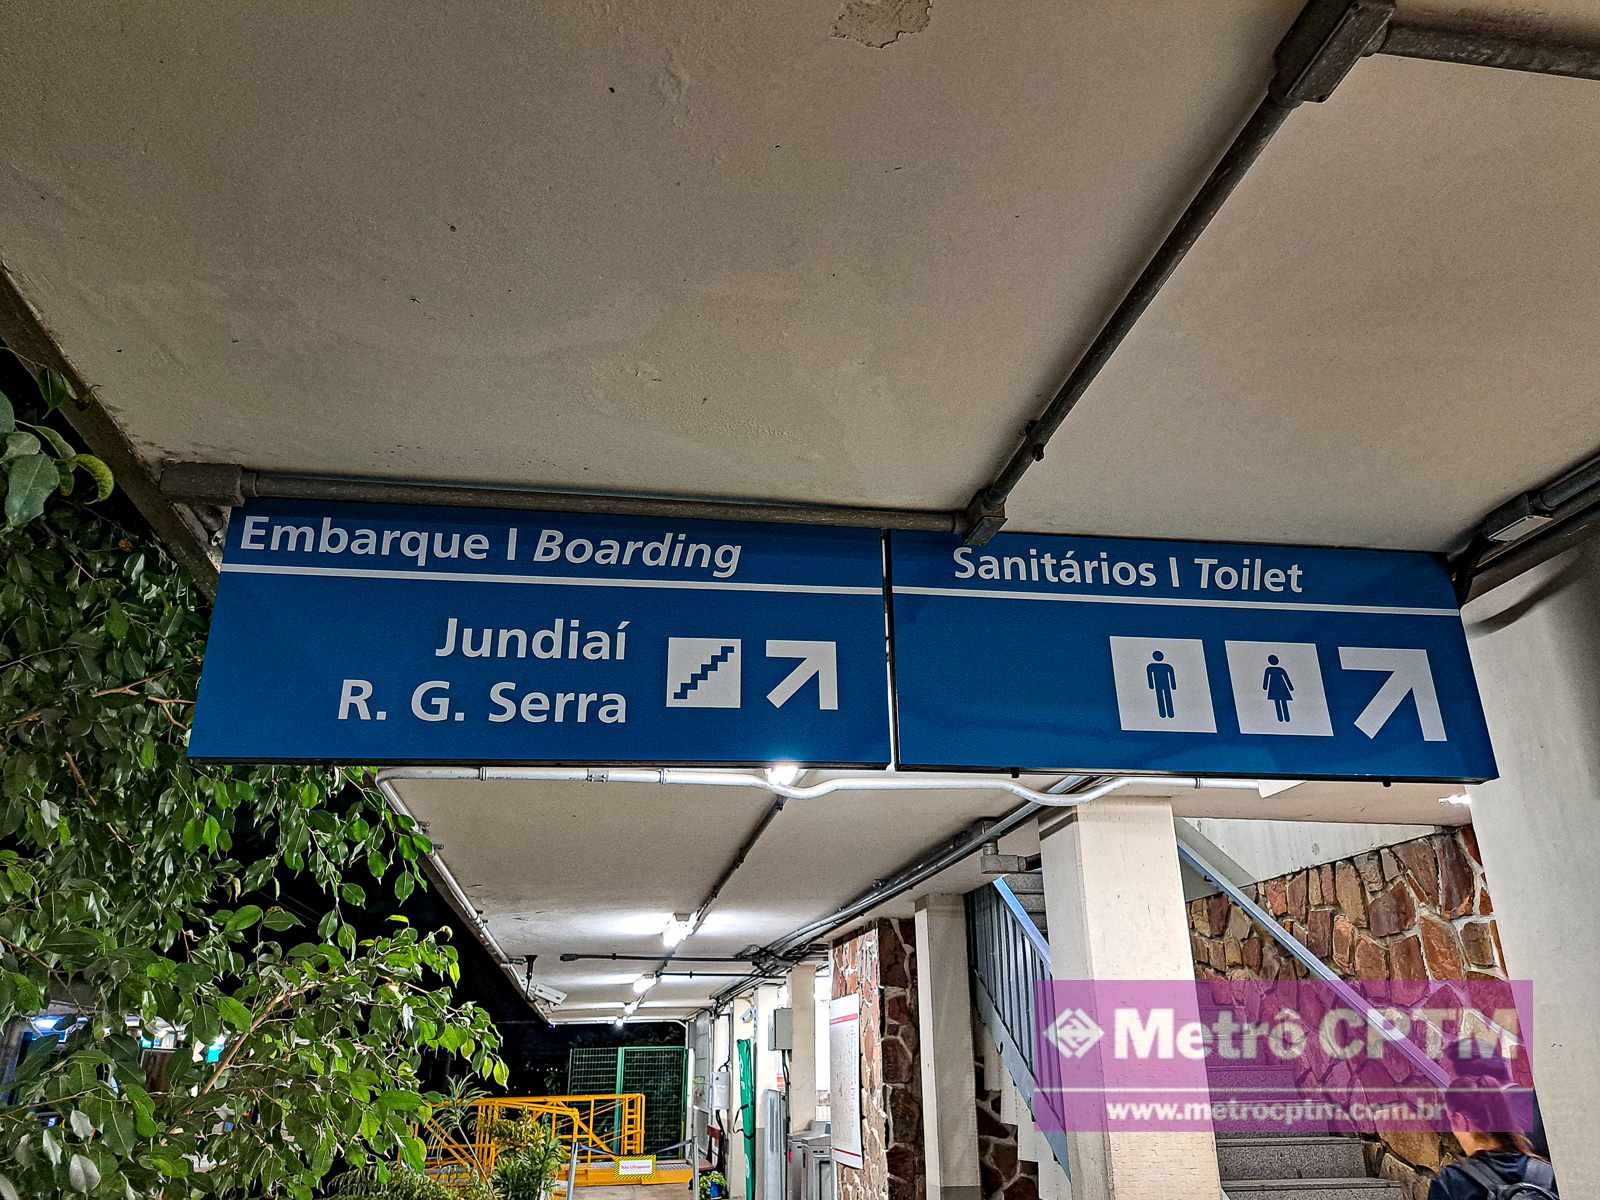 Embarque | Boarding
Jundiaí
R. G. Serra
Sanitários | Toilet
Metrô CPTM
www.metrocptm.com.br